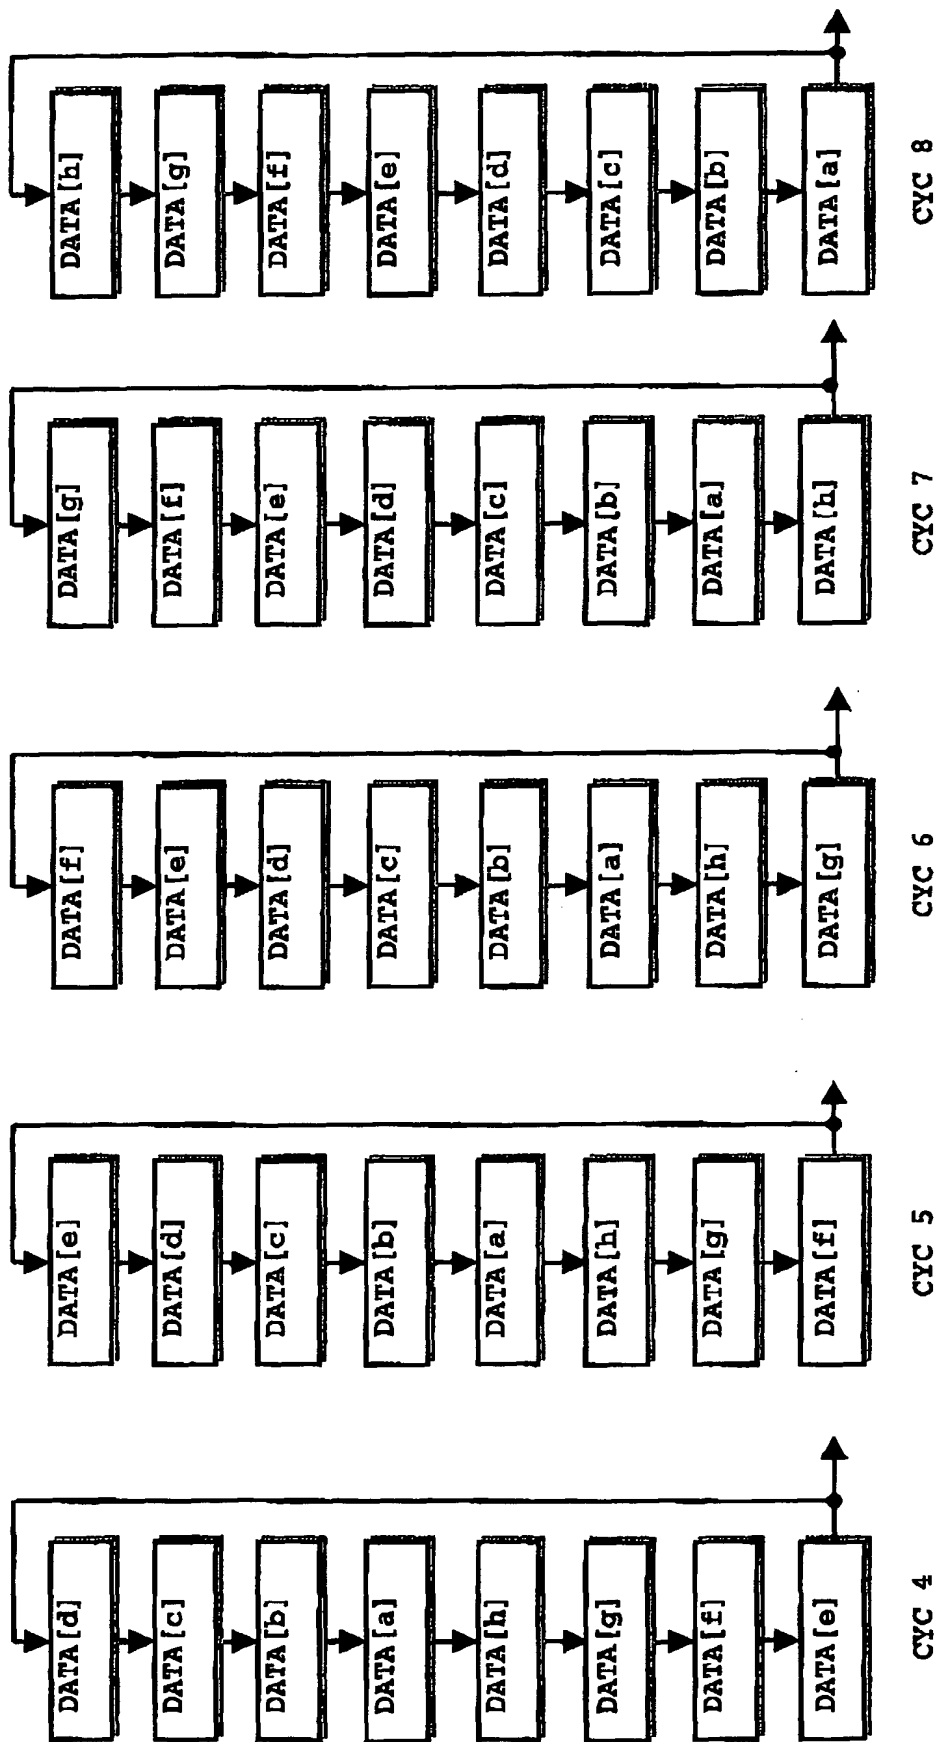 DATA[d]
DATA[c]
DATA[b]
DATA[a]
DATA[h]
DATA[g]
DATA[f]
DATA[e]
CYC 4
DATA[e]
DATA[d]
DATA[c]
DATA[b]
DATA[a]
DATA[h]
DATA[g]
DATA[f]
CYC 5
DATA[f]
DATA[e]
DATA[d]
DATA[c]
DATA[b]
DATA[a]
DATA[h]
DATA[g]
CYC 6
DATA[g]
DATA[f]
DATA[e]
DATA[d]
DATA[c]
DATA[b]
DATA[a]
DATA[h]
CYC 7
DATA[h]
DATA[g]
DATA[f]
DATA[e]
DATA[d]
DATA[c]
DATA[b]
DATA[a]
CYC 8